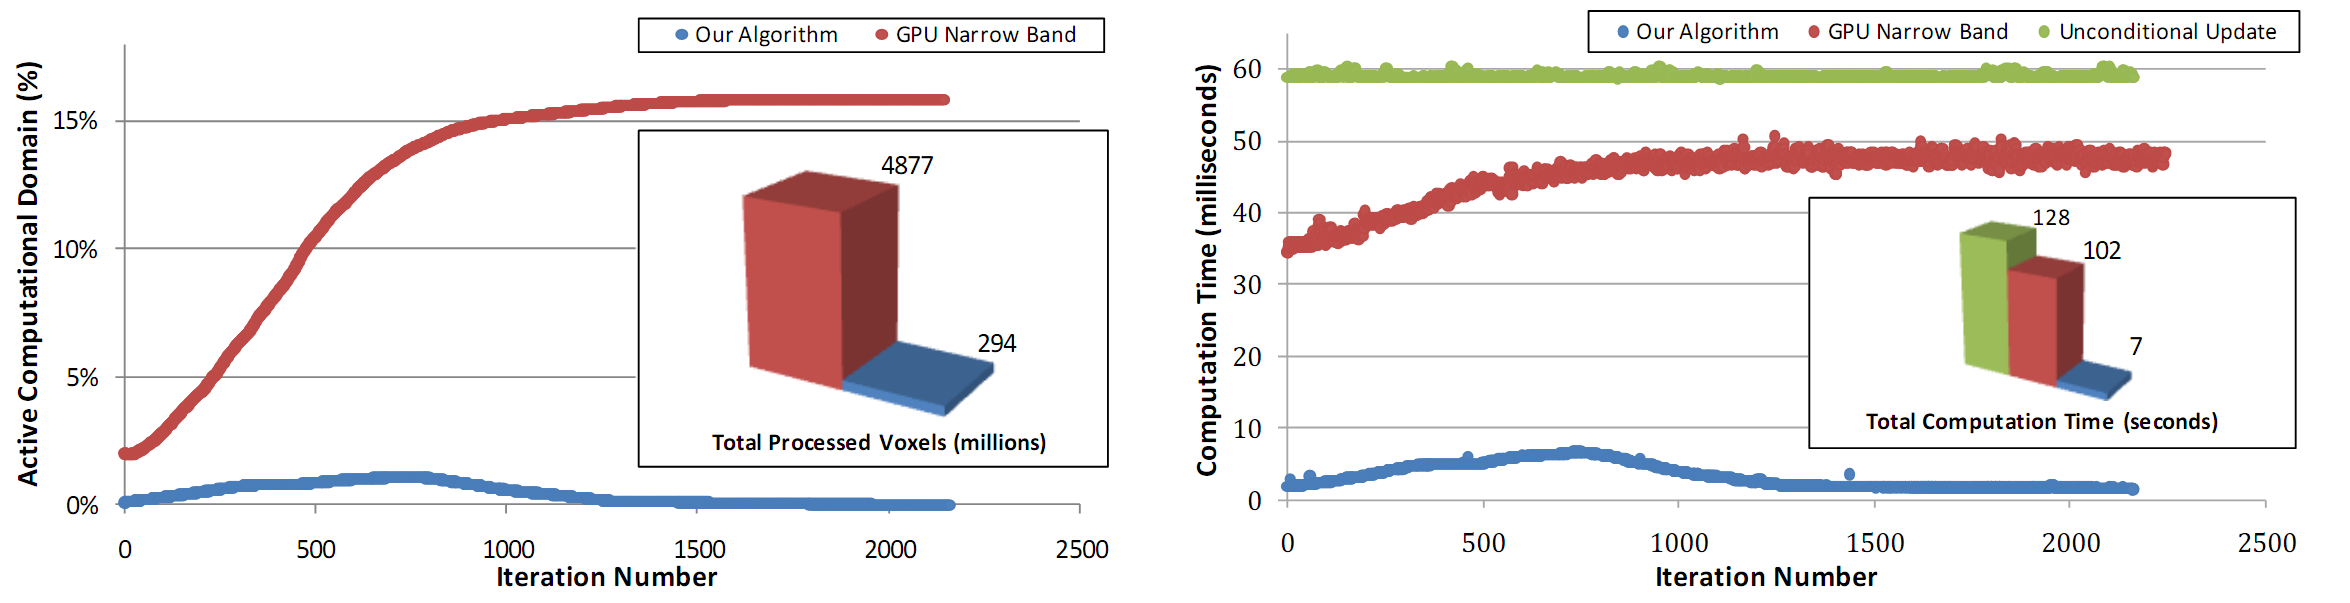 Our Algorithm GPU Narrow Band
Active Computational Domain (%)
15%
10%
5%
0%
0 500 1000 1500 2000 2500
Iteration Number
4877
294
Total Processed Voxels (millions)
Our Algorithm GPU Narrow Band Unconditional Update
Computation Time (milliseconds)
60
50
40
30
20
10
0
0 500 1000 1500 2000 2500
Iteration Number
128
102
7
Total Computation Time (seconds)